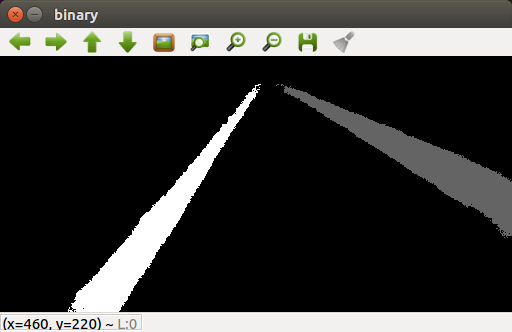 binary
(x=460, y=220) ~ L:0